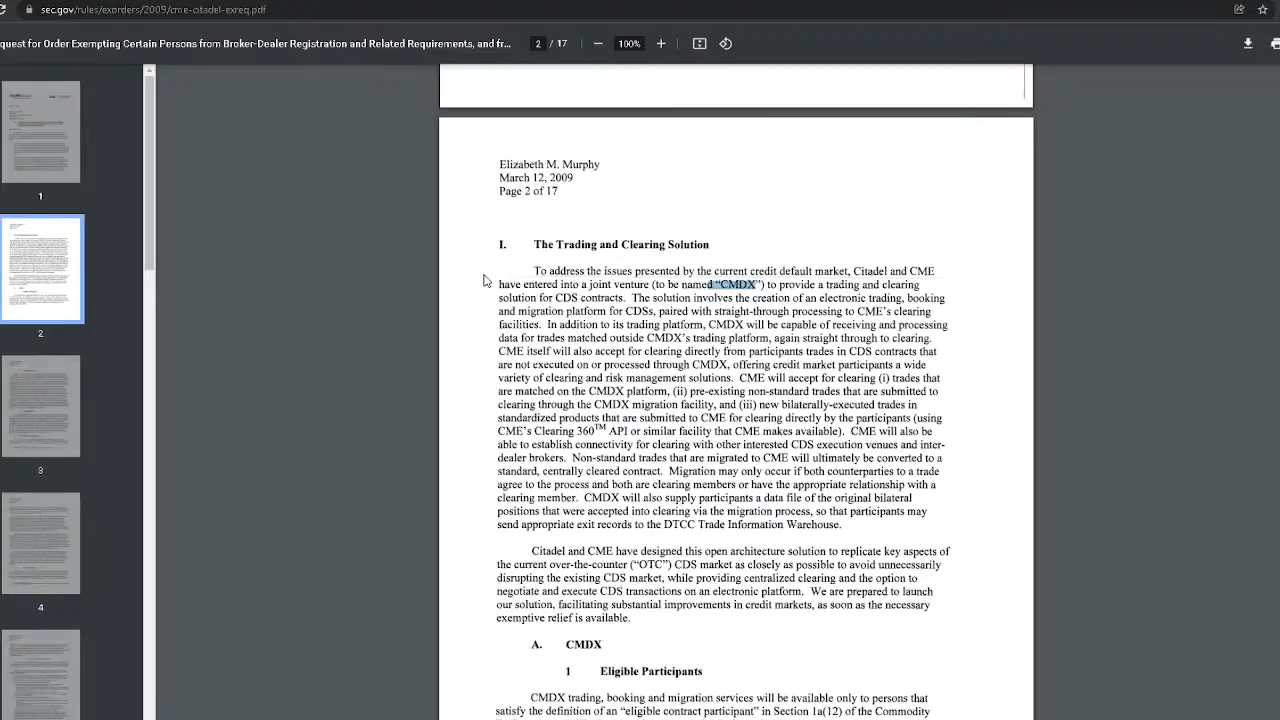 sec.gov/rules/exorders/2009/cme-citadel-exreq.pdf
quest for Order Exempting Certain Persons from Broker-Dealer Registration and Related Requirements, and fr... 2 / 17 100%
Elizabeth M. Murphy
March 12, 2009
Page 2 of 17
I. The Trading and Clearing Solution
To address the issues presented by the current credit default market, Citadel and CME
have entered into a joint venture (to be named “CMDX”) to provide a trading and clearing
solution for CDS contracts. The solution involves the creation of an electronic trading, booking
and migration platform for CDSs, paired with straight-through processing to CME’s clearing
facilities. In addition to its trading platform, CMDX will be capable of receiving and processing
data for trades matched outside CMDX’s trading platform, again straight through to clearing.
CME itself will also accept for clearing directly from participants trades in CDS contracts that
are not executed on or processed through CMDX, offering credit market participants a wide
variety of clearing and risk management solutions. CME will accept for clearing (i) trades that
are matched on the CMDX platform, (ii) pre-existing non-standard trades that are submitted to
clearing through the CMDX migration facility, and (iii) new bilaterally-executed trades in
standardized products that are submitted to CME for clearing directly by the participants (using
CME’s Clearing 360TM API or similar facility that CME makes available). CME will also be
able to establish connectivity for clearing with other interested CDS execution venues and inter-
dealer brokers. Non-standard trades that are migrated to CME will ultimately be converted to a
standard, centrally cleared contract. Migration may only occur if both counterparties to a trade
agree to the process and both are clearing members or have the appropriate relationship with a
clearing member. CMDX will also supply participants a data file of the original bilateral
positions that were accepted into clearing via the migration process, so that participants may
send appropriate exit records to the DTCC Trade Information Warehouse.
Citadel and CME have designed this open architecture solution to replicate key aspects of
the current over-the-counter (“OTC”) CDS market as closely as possible to avoid unnecessarily
disrupting the existing CDS market, while providing centralized clearing and the option to
negotiate and execute CDS transactions on an electronic platform. We are prepared to launch
our solution, facilitating substantial improvements in credit markets, as soon as the necessary
exemptive relief is available.
A. CMDX
1 Eligible Participants
CMDX trading, booking and migration services will be available only to persons that
satisfy the definition of an “eligible contract participant” in Section 1a(12) of the Commodity
1
2
3
4